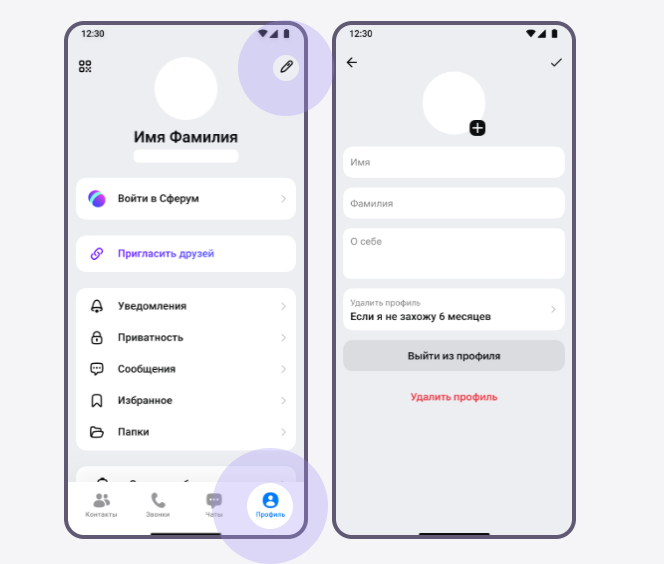 12:30
Имя Фамилия
Войти в Сферум
Пригласить друзей
Уведомления
Приватность
Сообщения
Избранное
Папки
Контакты
Звонки
Чаты
Профиль
12:30
Имя
Фамилия
О себе
Удалить профиль
Если я не захожу 6 месяцев
Выйти из профиля
Удалить профиль